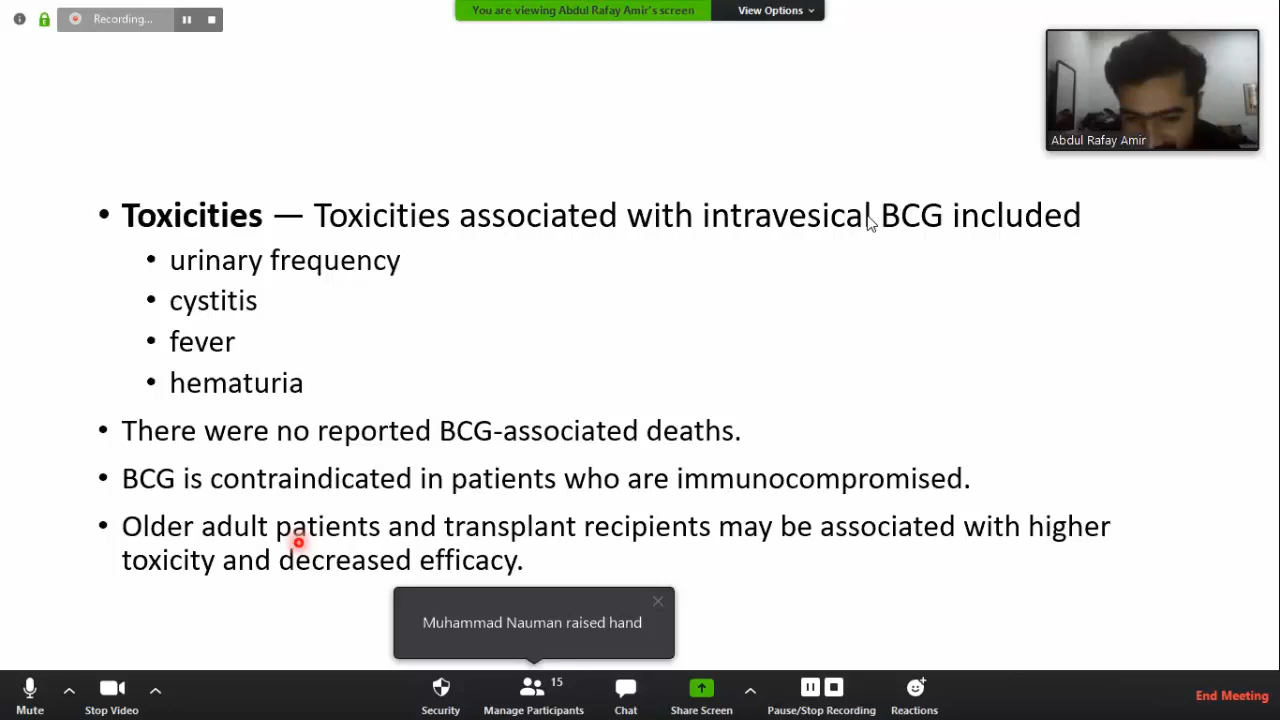 Recording...
You are viewing Abdul Rafay Amir's screen
View Options
Abdul Rafay Amir
• Toxicities — Toxicities associated with intravesical BCG included
• urinary frequency
• cystitis
• fever
• hematuria
• There were no reported BCG-associated deaths.
• BCG is contraindicated in patients who are immunocompromised.
• Older adult patients and transplant recipients may be associated with higher
toxicity and decreased efficacy.
Muhammad Nauman raised hand
15
Mute
Stop Video
Security
Manage Participants
Chat
Share Screen
Pause/Stop Recording
Reactions
End Meeting